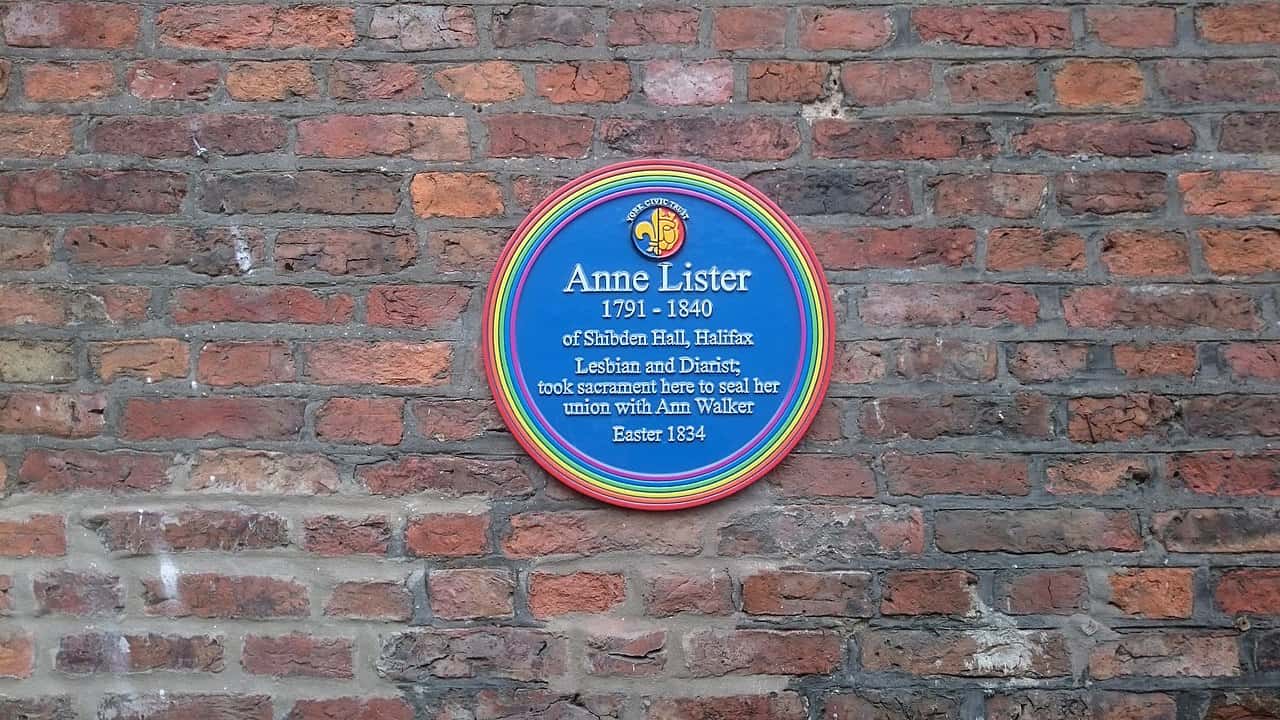 YORK CIVIC TRUST
Anne Lister
1791 - 1840
of Shibden Hall, Halifax
Lesbian and Diarist;
took sacrament here to seal her
union with Ann Walker
Easter 1834